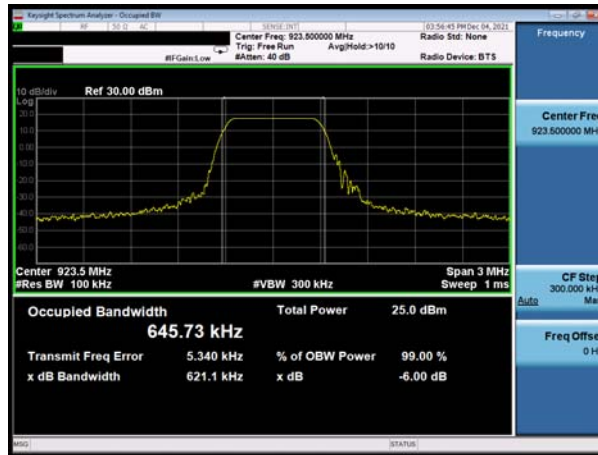 Keysight Spectrum Analyzer - Occupied BW
RF 50 Ω AC SENSE:INT 03:56:45 PM Dec 04, 2021
Center Freq: 923.500000 MHz Radio Std: None
Trig: Free Run Avg|Hold:>10/10
#IFGain:Low #Atten: 40 dB Radio Device: BTS
Frequency
10 dB/div Ref 30.00 dBm
Log
20.0
10.0
0.00
-10.0
-20.0
-30.0
-40.0
-50.0
-60.0
Center Fre
923.500000 MH
Center 923.5 MHz Span 3 MHz
#Res BW 100 kHz #VBW 300 kHz Sweep 1 ms
CF Step
300.000 kH
Auto Ma
Occupied Bandwidth Total Power 25.0 dBm
645.73 kHz
Transmit Freq Error 5.340 kHz % of OBW Power 99.00 %
x dB Bandwidth 621.1 kHz x dB -6.00 dB
Freq Offse
0 H
MSG STATUS